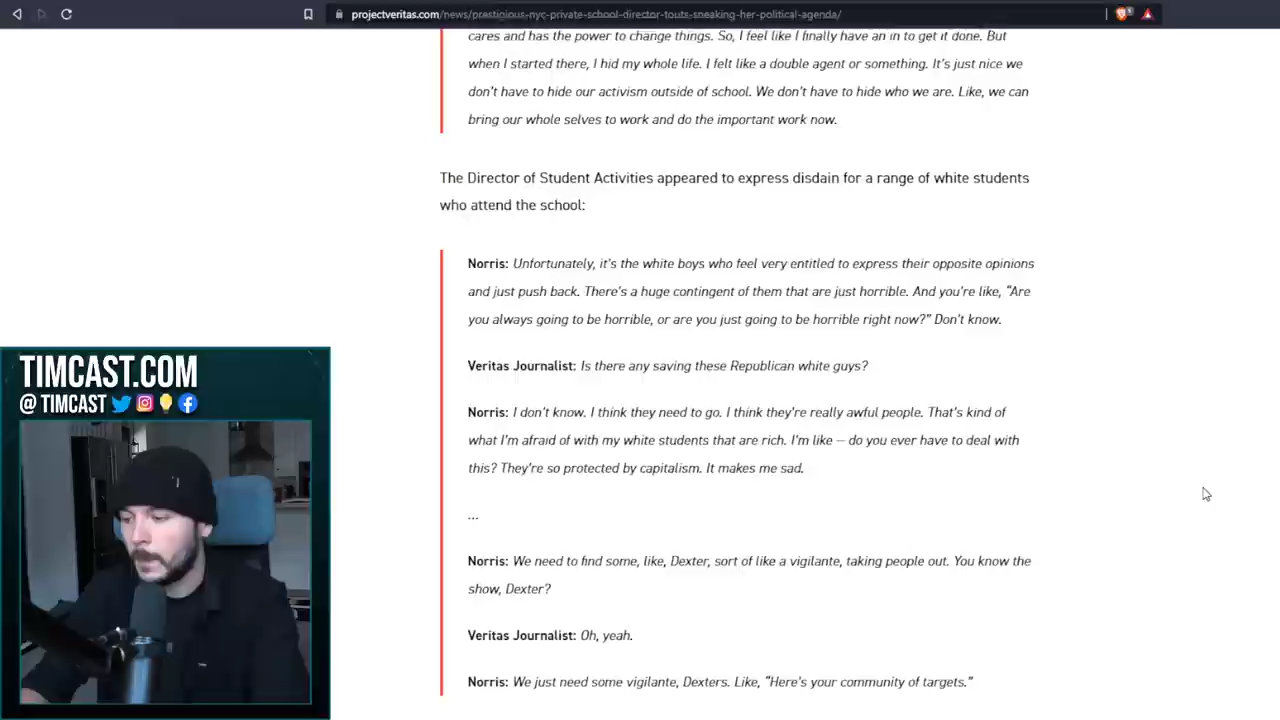 projectveritas.com/news/prestigious-nyc-private-school-director-touts-sneaking-her-political-agenda/
cares and has the power to change things. So, I feel like I finally have an in to get it done. But
when I started there, I hid my whole life. I felt like a double agent or something. It's just nice we
don't have to hide our activism outside of school. We don't have to hide who we are. Like, we can
bring our whole selves to work and do the important work now.
The Director of Student Activities appeared to express disdain for a range of white students
who attend the school:
Norris: Unfortunately, it's the white boys who feel very entitled to express their opposite opinions
and just push back. There's a huge contingent of them that are just horrible. And you're like, "Are
you always going to be horrible, or are you just going to be horrible right now?" Don't know.
Veritas Journalist: Is there any saving these Republican white guys?
Norris: I don't know. I think they need to go. I think they're really awful people. That's kind of
what I'm afraid of with my white students that are rich. I'm like – do you ever have to deal with
this? They're so protected by capitalism. It makes me sad.
...
Norris: We need to find some, like, Dexter, sort of like a vigilante, taking people out. You know the
show, Dexter?
Veritas Journalist: Oh, yeah.
Norris: We just need some vigilante, Dexters. Like, "Here's your community of targets."
TIMCAST.COM
@ TIMCAST